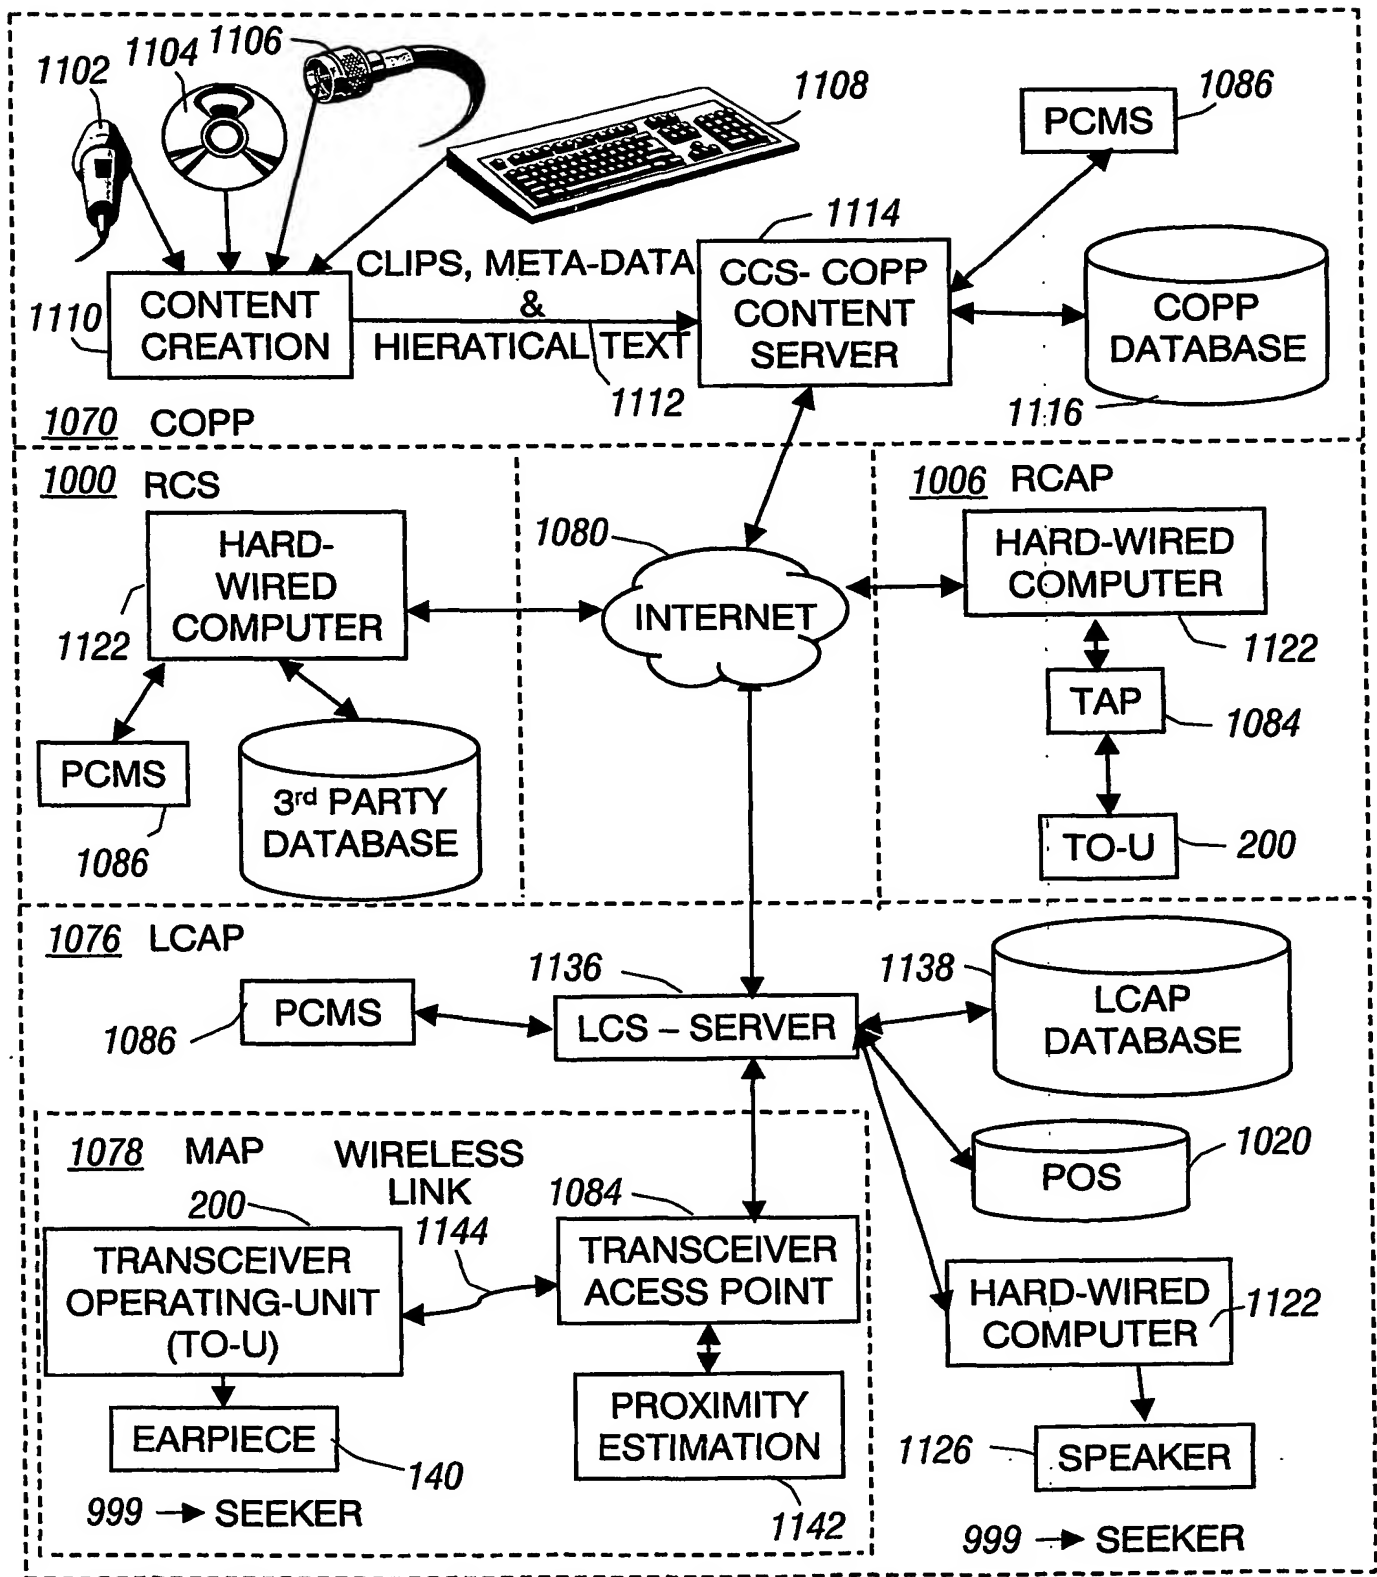 1102
1104
1106
1108
1086
PCMS
1114
CLIPS, META-DATA
&
HIERATICAL TEXT
1112
1110
CONTENT
CREATION
CCS- COPP
CONTENT
SERVER
COPP
DATABASE
1116
1070 COPP
1000 RCS
HARD-
WIRED
COMPUTER
1122
PCMS
1086
3rd PARTY
DATABASE
1080
INTERNET
1006 RCAP
HARD-WIRED
COMPUTER
1122
TAP
1084
TO-U
200
1076 LCAP
PCMS
1086
1136
LCS – SERVER
1138
LCAP
DATABASE
POS
1020
1078 MAP
WIRELESS
LINK
1144
200
TRANSCEIVER
OPERATING-UNIT
(TO-U)
1084
TRANSCEIVER
ACESS POINT
EARPIECE
140
PROXIMITY
ESTIMATION
1142
999 → SEEKER
HARD-WIRED
COMPUTER
1122
1126
SPEAKER
999 → SEEKER